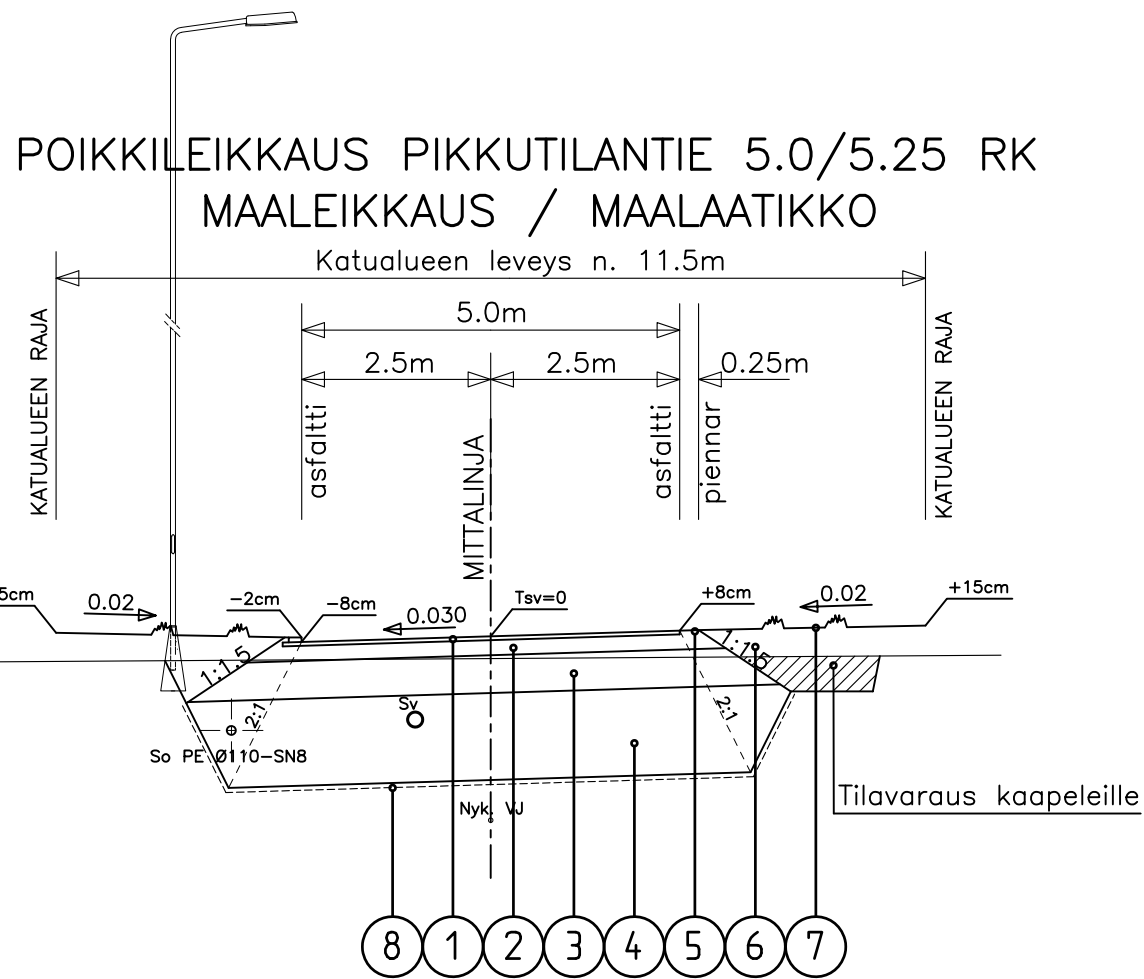 POIKKILEIKKAUS PIKKUTILANTIE 5.0/5.25 RK
MAALEIKKAUS / MAALAATIKKO
Katualueen leveys n. 11.5m
5.0m
2.5m
2.5m
0.25m
KATUALUEEN RAJA
asfaltti
MITTALINJA
asfaltti
piennar
KATUALUEEN RAJA
5cm
0.02
-2cm
-8cm
0.030
Tsv=0
+8cm
0.02
+15cm
1:1.5
1:1.5
2:1
2:1
Sv
So PE Ø110-SN8
Nyk. VJ
Tilavaraus kaapeleille
8 1 2 3 4 5 6 7